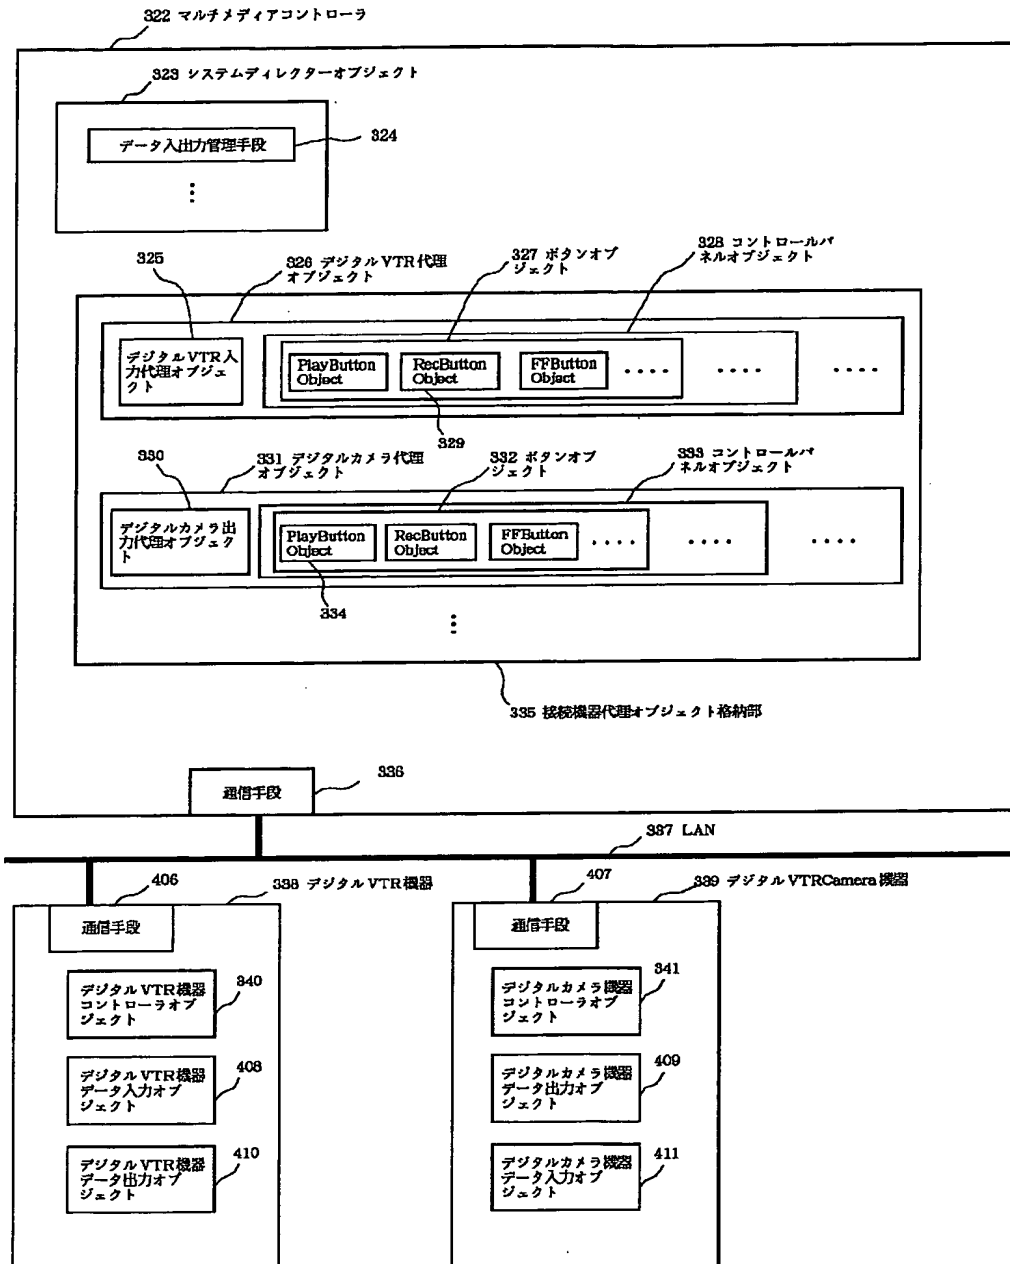 322 マルチメディアコントローラ
323 システムディレクターオブジェクト
データ入出力管理手段
324
325
326 デジタルVTR代理
オブジェクト
327 ボタンオブ
ジェクト
328 コントロールパ
ネルオブジェクト
デジタルVTR入
力代理オブジェ
クト
PlayButton
Object
RecButton
Object
FFButton
Object
329
330
331 デジタルカメラ代理
オブジェクト
332 ボタンオブ
ジェクト
333 コントロールパ
ネルオブジェクト
デジタルカメラ出
力代理オブジェク
ト
PlayButton
Object
RecButton
Object
FFButton
Object
334
335 接続機器代理オブジェクト格納部
336
通信手段
337 LAN
406
338 デジタルVTR機器
407
339 デジタルVTRCamera機器
通信手段
通信手段
デジタルVTR機器
コントローラオブ
ジェクト
340
デジタルカメラ機器
コントローラオブ
ジェクト
341
デジタルVTR機器
データ入力オブ
ジェクト
408
デジタルカメラ機器
データ出力オブ
ジェクト
409
デジタルVTR機器
データ出力オブ
ジェクト
410
デジタルカメラ機器
データ入力オブ
ジェクト
411